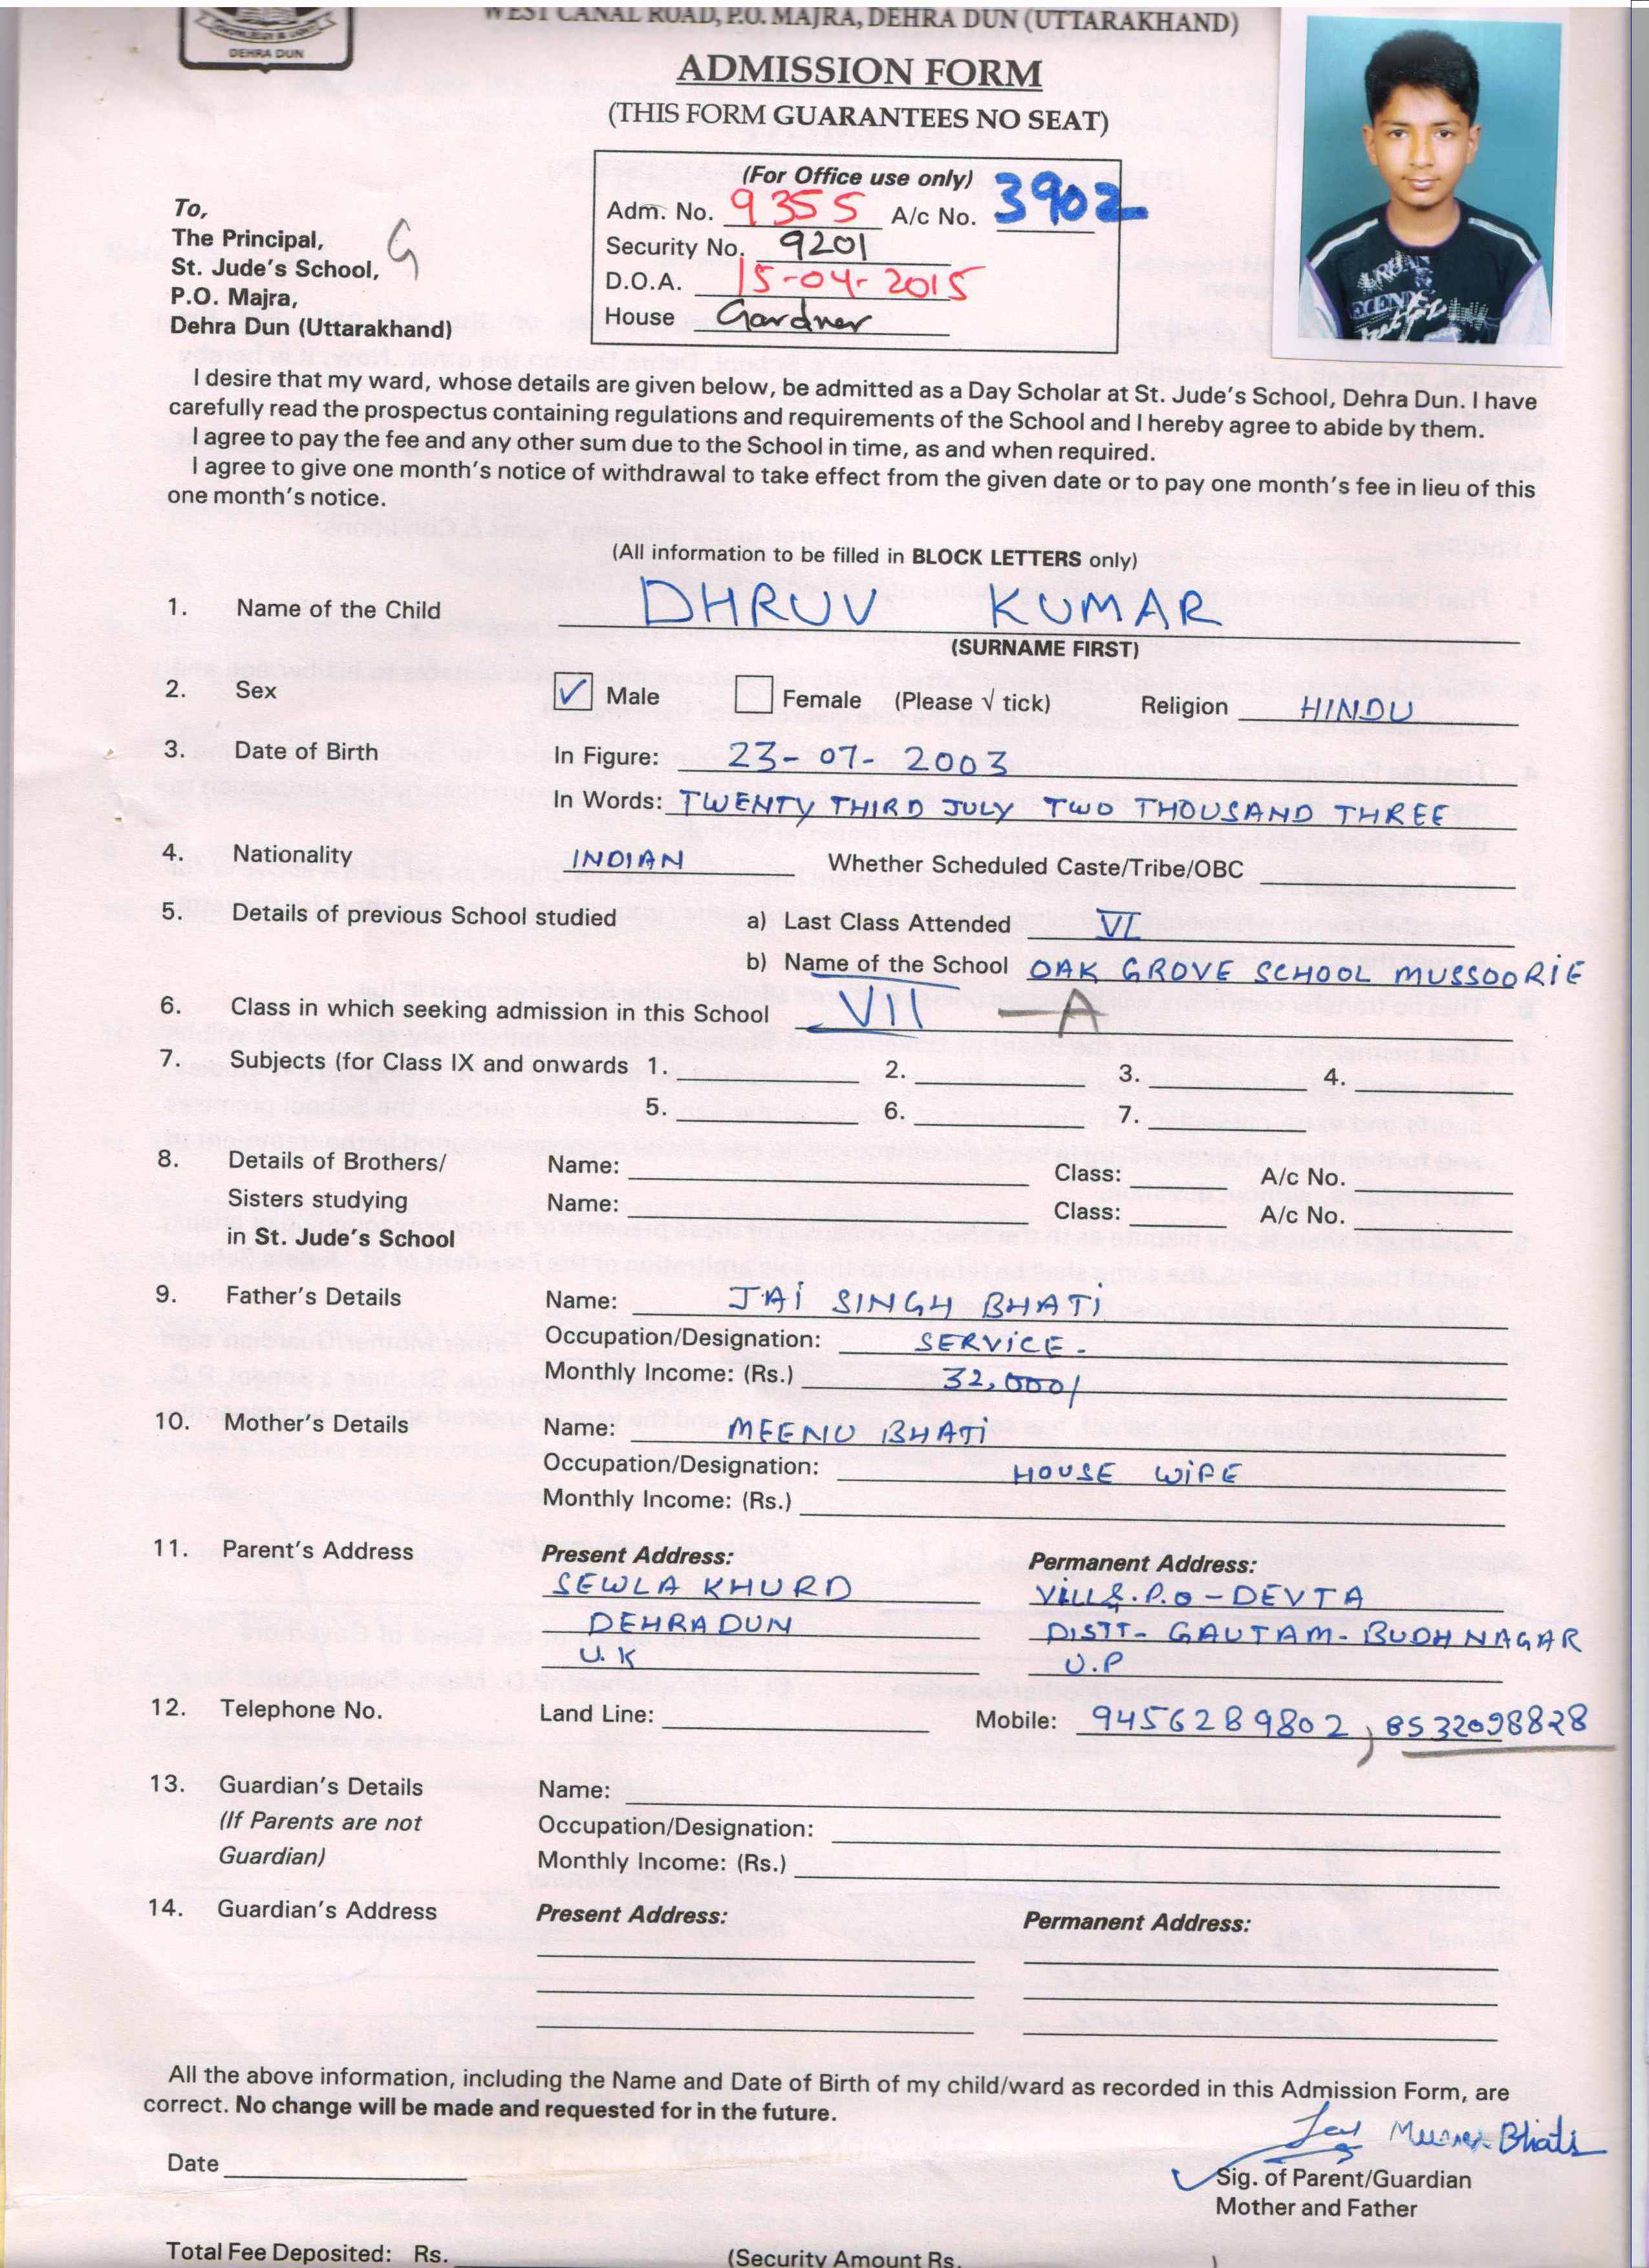 WEST CANAL ROAD, P.O. MAJRA, DEHRA DUN (UTTARAKHAND)
DEHRA DUN
ADMISSION FORM
(THIS FORM GUARANTEES NO SEAT)
(For Office use only)
Adm. No. 9355 A/c No. 3902
Security No. 9201
D.O.A. 15-04-2015
House Gardner
To,
The Principal, G
St. Jude's School,
P.O. Majra,
Dehra Dun (Uttarakhand)
I desire that my ward, whose details are given below, be admitted as a Day Scholar at St. Jude's School, Dehra Dun. I have
carefully read the prospectus containing regulations and requirements of the School and I hereby agree to abide by them.
I agree to pay the fee and any other sum due to the School in time, as and when required.
I agree to give one month's notice of withdrawal to take effect from the given date or to pay one month's fee in lieu of this
one month's notice.
(All information to be filled in BLOCK LETTERS only)
1. Name of the Child DHRUV KUMAR
(SURNAME FIRST)
2. Sex ✓ Male Female (Please √ tick) Religion HINDU
3. Date of Birth In Figure: 23-07-2003
In Words: TWENTY THIRD JULY TWO THOUSAND THREE
4. Nationality INDIAN Whether Scheduled Caste/Tribe/OBC
5. Details of previous School studied a) Last Class Attended VI
b) Name of the School OAK GROVE SCHOOL MUSSOORIE
6. Class in which seeking admission in this School VII - A
7. Subjects (for Class IX and onwards 1. 2. 3. 4.
5. 6. 7.
8. Details of Brothers/ Name: Class: A/c No.
Sisters studying Name: Class: A/c No.
in St. Jude's School
9. Father's Details Name: JAI SINGH BHATI
Occupation/Designation: SERVICE.
Monthly Income: (Rs.) 32,000/
10. Mother's Details Name: MEENU BHATI
Occupation/Designation: HOUSE WIFE
Monthly Income: (Rs.)
11. Parent's Address Present Address: Permanent Address:
SEWLA KHURD VILL&.P.O-DEVTA
DEHRADUN DISTT- GAUTAM-BUDH NAGAR
U.K U.P
12. Telephone No. Land Line: Mobile: 9456289802, 8532098828
13. Guardian's Details Name:
(If Parents are not Occupation/Designation:
Guardian) Monthly Income: (Rs.)
14. Guardian's Address Present Address: Permanent Address:
All the above information, including the Name and Date of Birth of my child/ward as recorded in this Admission Form, are
correct. No change will be made and requested for in the future.
Bhati
Date
Sig. of Parent/Guardian
Mother and Father
Total Fee Deposited: Rs. (Security Amount Rs. )